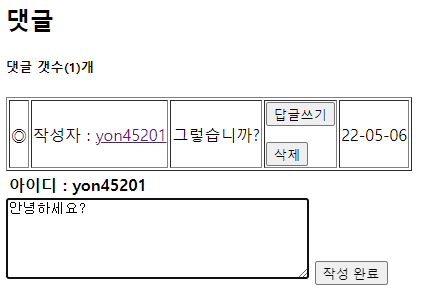 댓글
댓글 갯수(1)개
◎ 작성자 : yon45201 그렇습니까? 답글쓰기 삭제 22-05-06
아이디 : yon45201
안녕하세요?
작성 완료